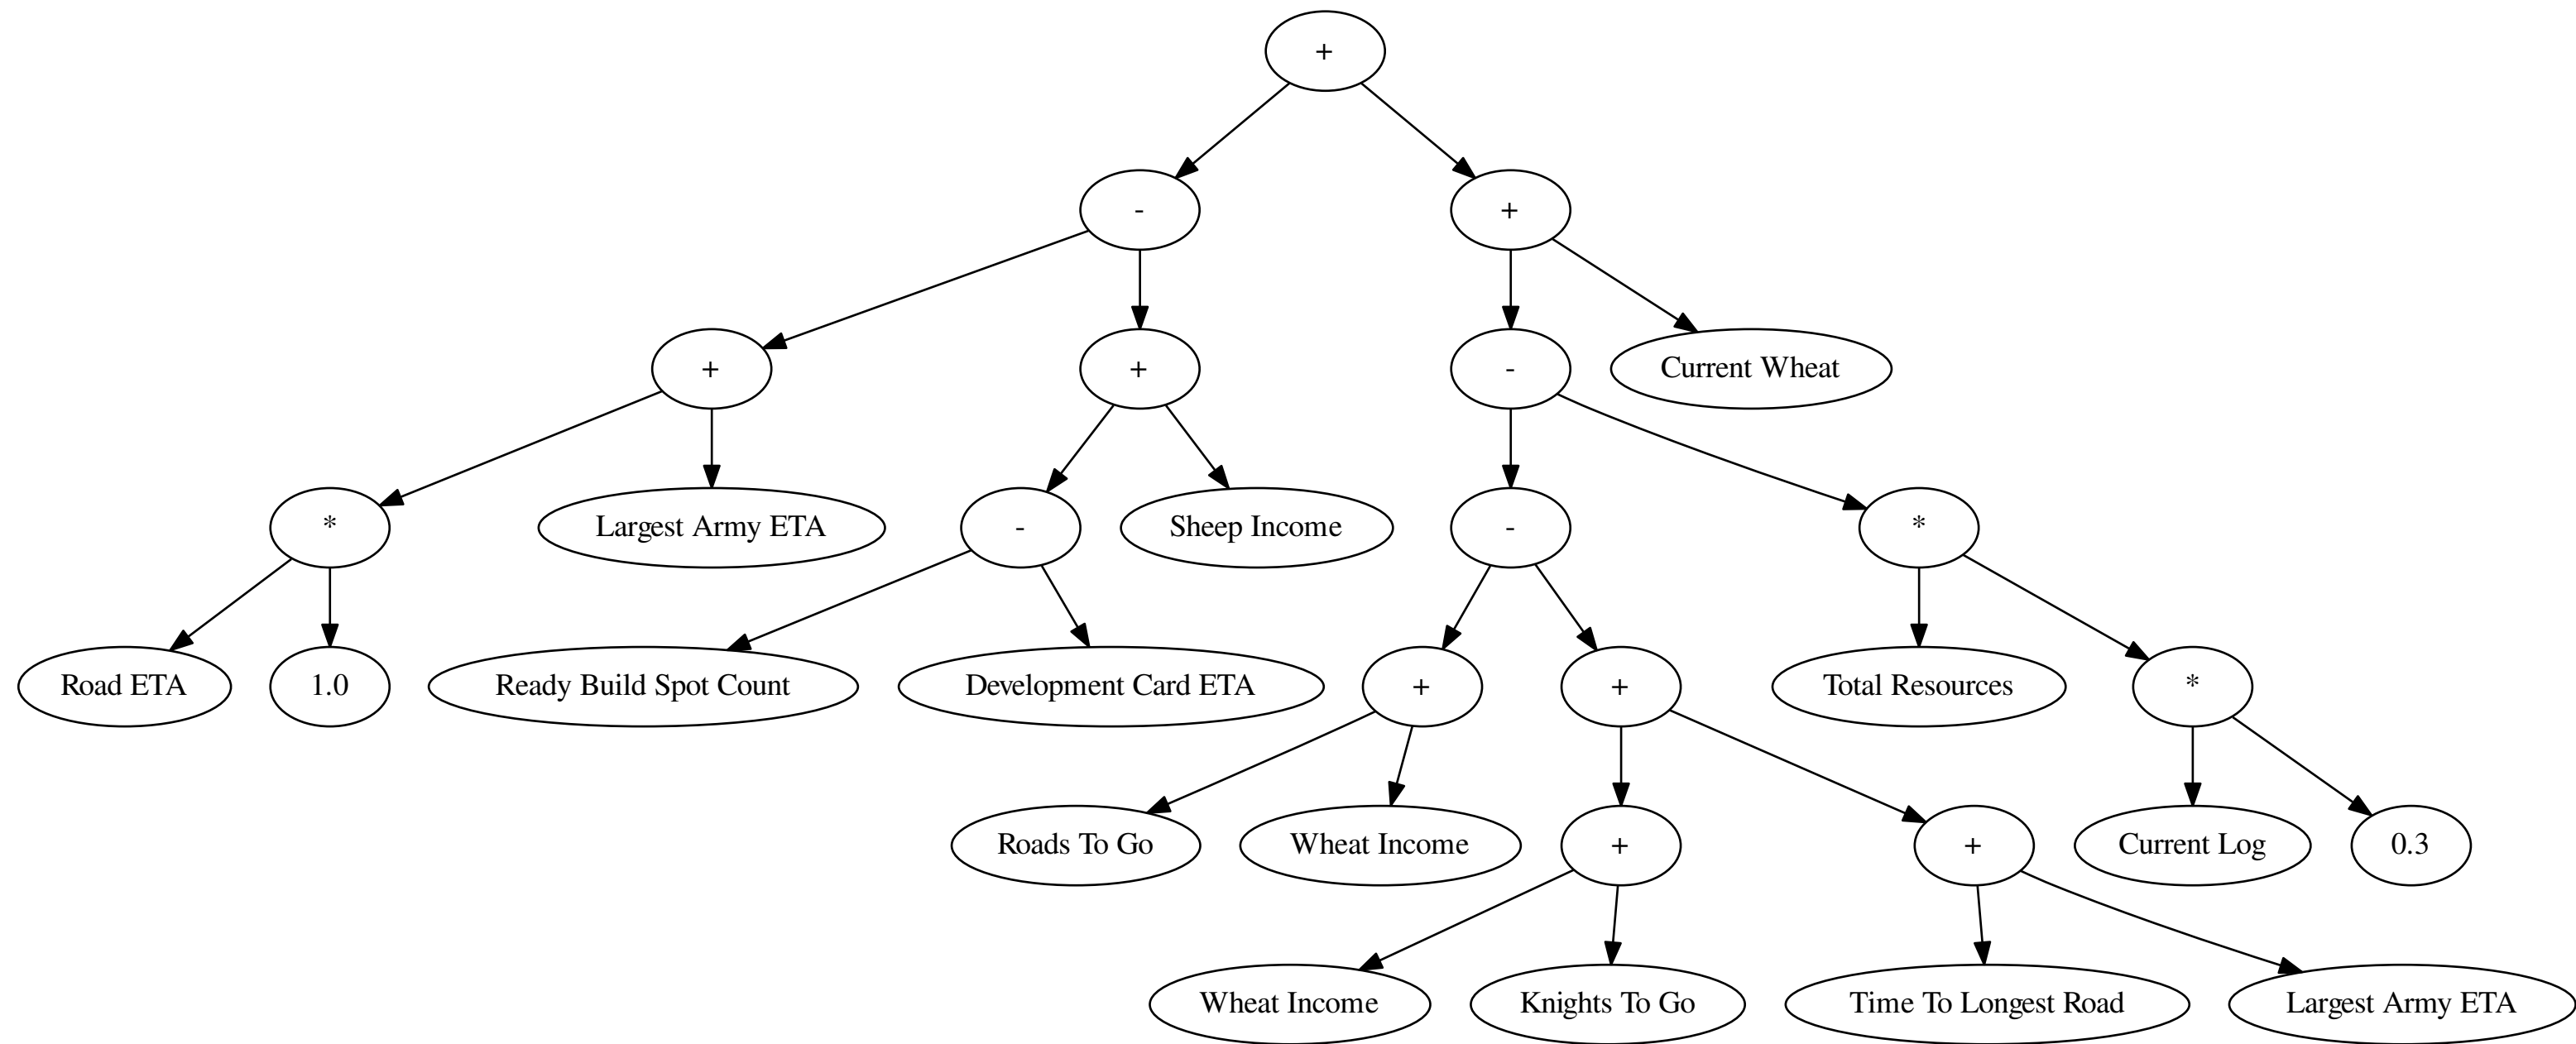 +
-
+
+
+
-
Current Wheat
*
Largest Army ETA
-
Sheep Income
-
*
Road ETA
1.0
Ready Build Spot Count
Development Card ETA
+
+
Total Resources
*
Roads To Go
Wheat Income
+
+
Current Log
0.3
Wheat Income
Knights To Go
Time To Longest Road
Largest Army ETA